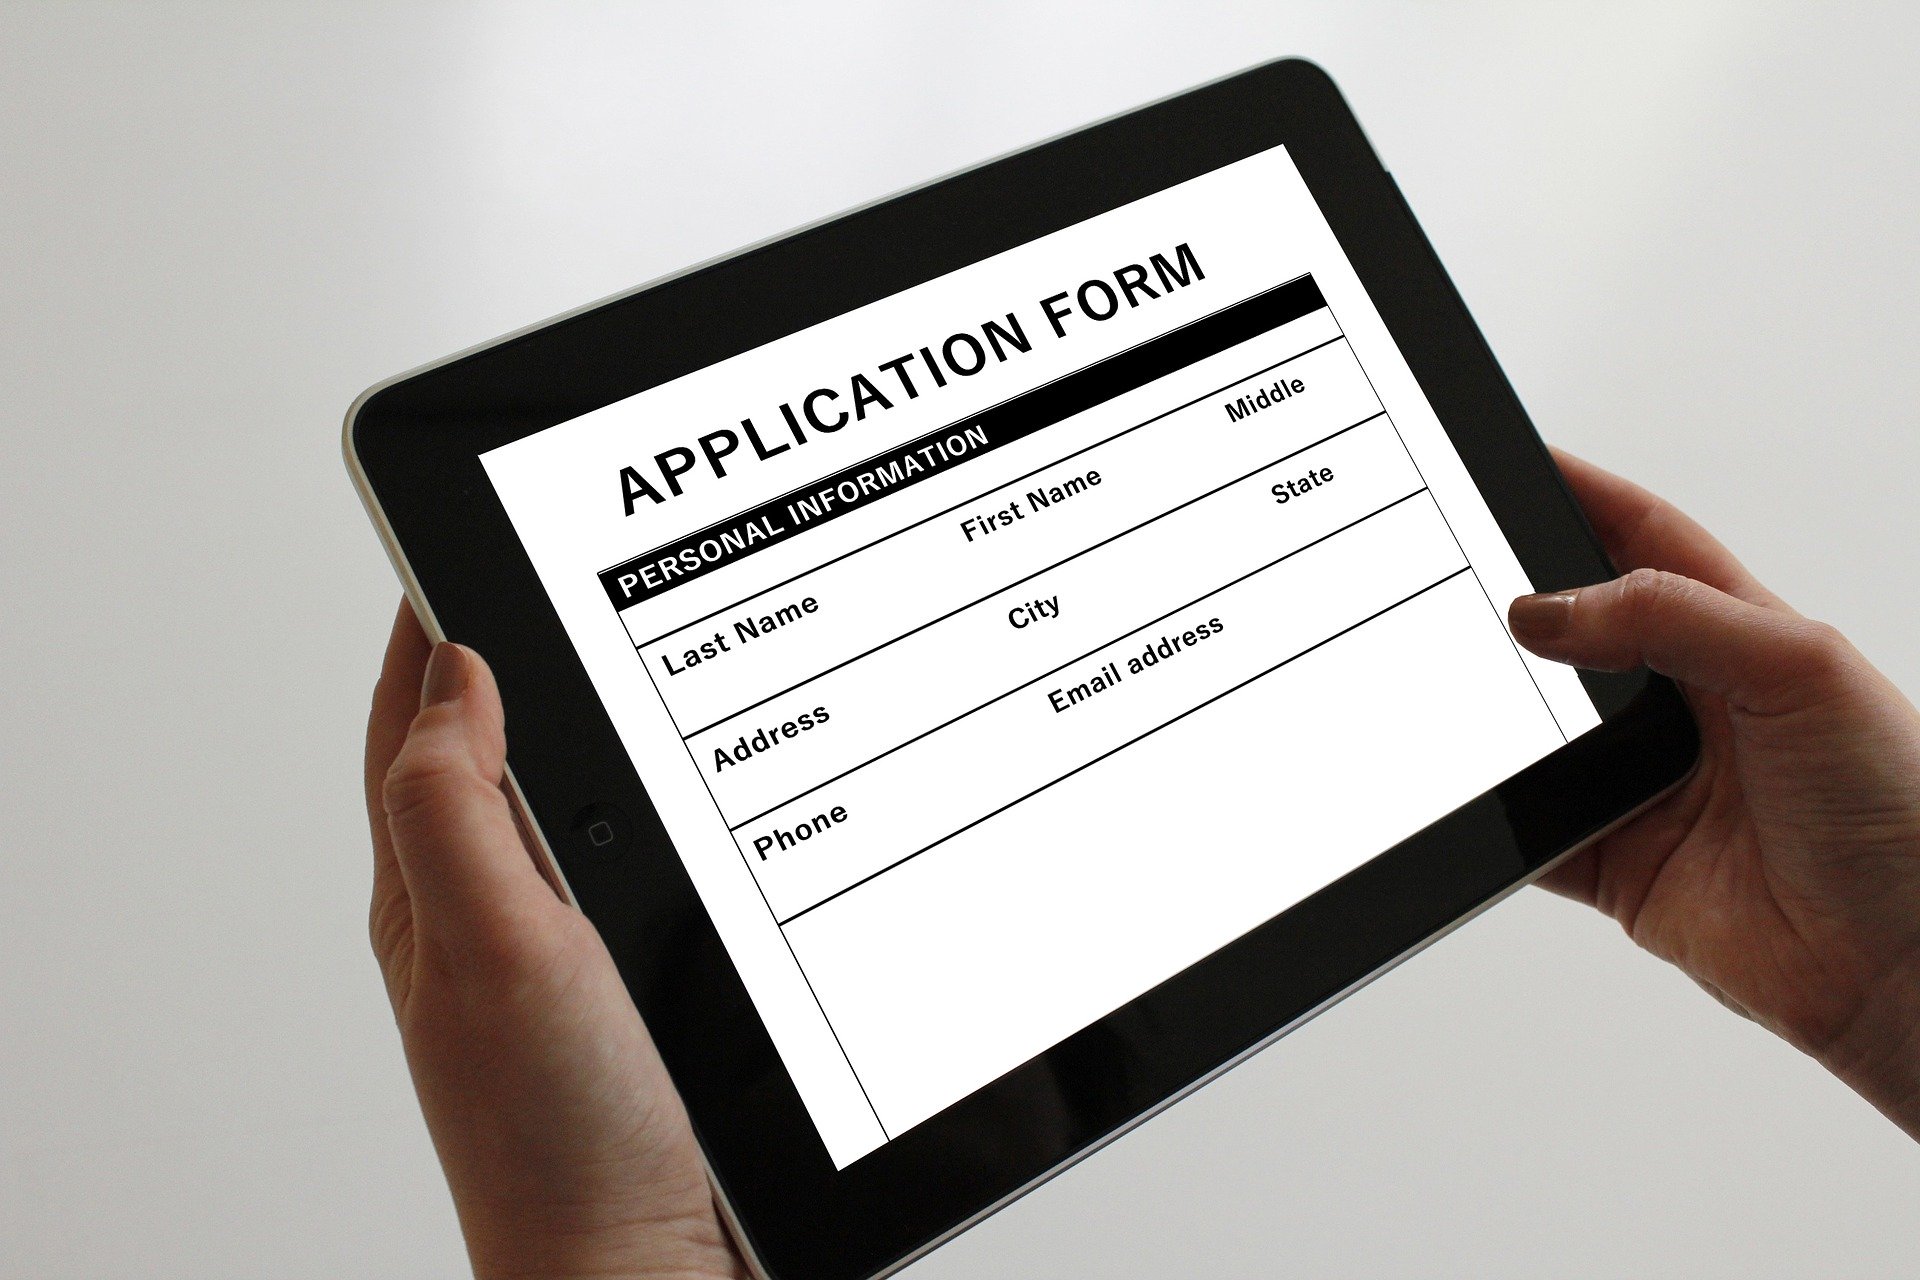 APPLICATION FORM
PERSONAL INFORMATION
Last Name First Name Middle
Address City State
Phone Email address